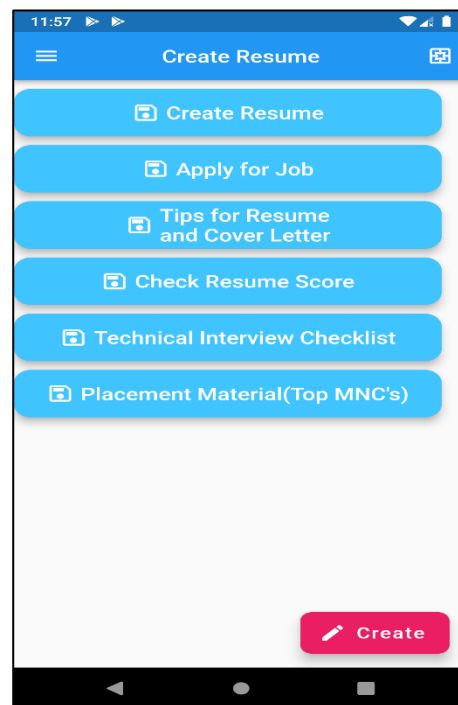 11:57
Create Resume
Create Resume
Apply for Job
Tips for Resume
and Cover Letter
Check Resume Score
Technical Interview Checklist
Placement Material(Top MNC's)
Create